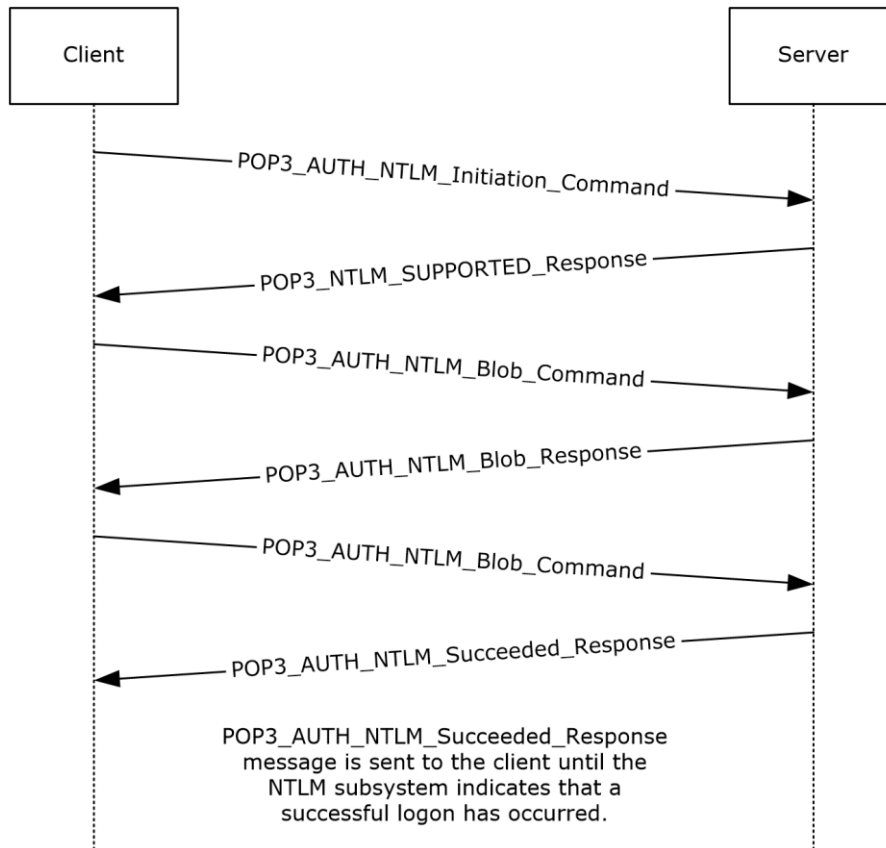 Client
Server
POP3_AUTH_NTLM_Initiation_Command
POP3_NTLM_SUPPORTED_Response
POP3_AUTH_NTLM_Blob_Command
POP3_AUTH_NTLM_Blob_Response
POP3_AUTH_NTLM_Blob_Command
POP3_AUTH_NTLM_Succeeded_Response
POP3_AUTH_NTLM_Succeeded_Response
message is sent to the client until the
NTLM subsystem indicates that a
successful logon has occurred.